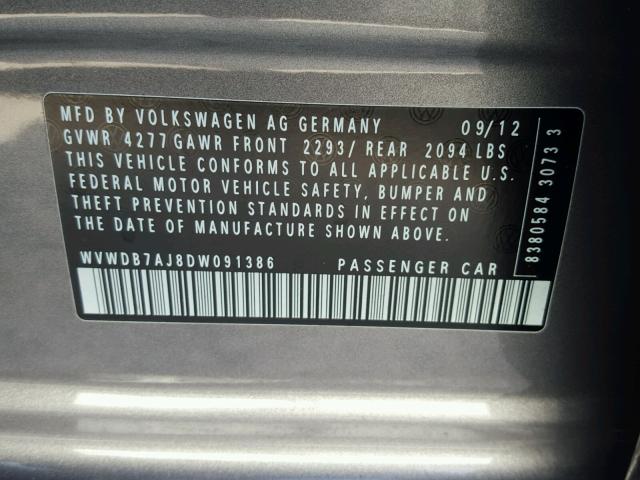 MFD BY VOLKSWAGEN AG GERMANY 09/12
GVWR 4277 GAWR FRONT 2293/ REAR 2094 LBS
THIS VEHICLE CONFORMS TO ALL APPLICABLE U.S.
FEDERAL MOTOR VEHICLE SAFETY, BUMPER AND
THEFT PREVENTION STANDARDS IN EFFECT ON
THE DATE OF MANUFACTURE SHOWN ABOVE.
WVWDB7AJ8DW091386 PASSENGER CAR
8380584 30733